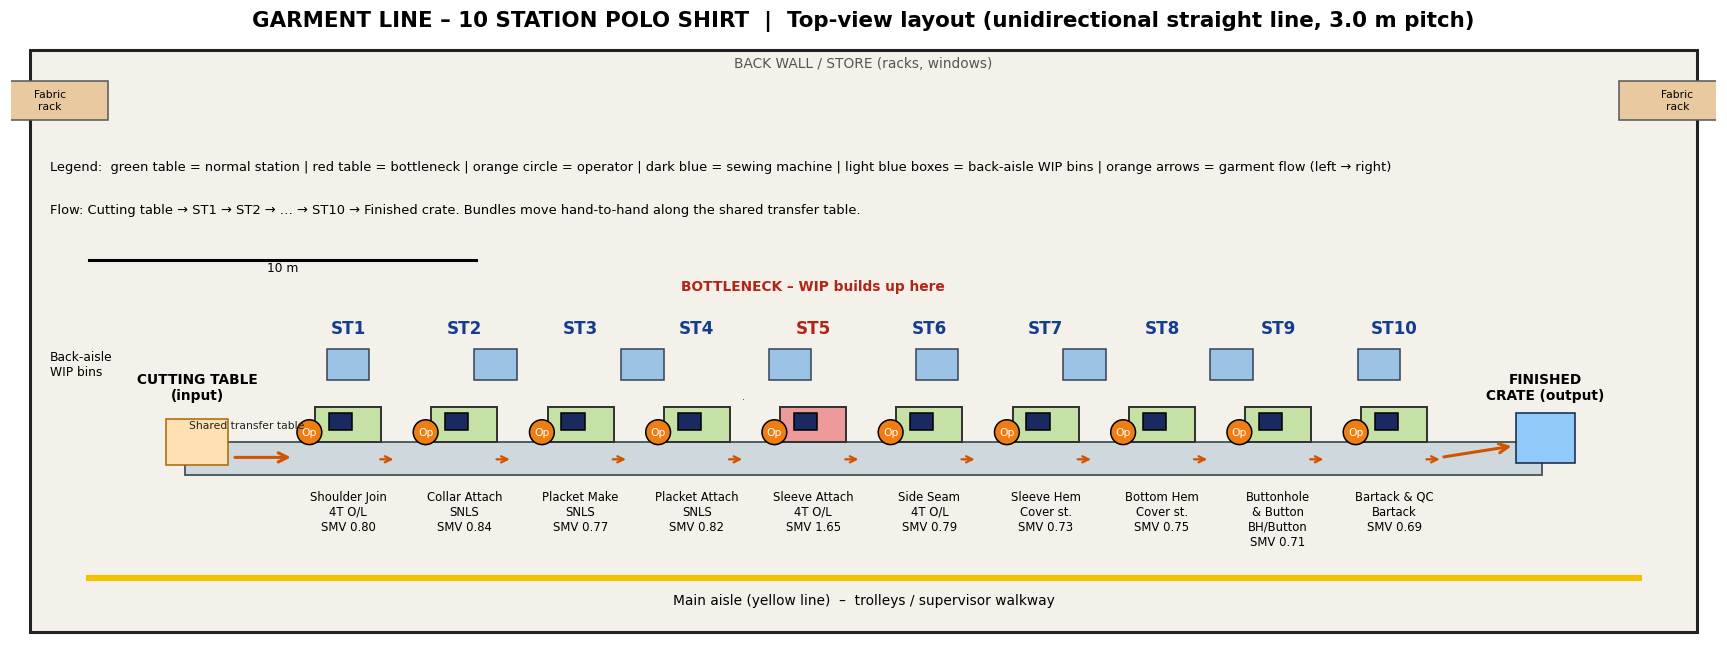 GARMENT LINE – 10 STATION POLO SHIRT | Top-view layout (unidirectional straight line, 3.0 m pitch)
BACK WALL / STORE (racks, windows)
Fabric
rack
Fabric
rack
Legend: green table = normal station | red table = bottleneck | orange circle = operator | dark blue = sewing machine | light blue boxes = back-aisle WIP bins | orange arrows = garment flow (left → right)
Flow: Cutting table → ST1 → ST2 → … → ST10 → Finished crate. Bundles move hand-to-hand along the shared transfer table.
10 m
BOTTLENECK – WIP builds up here
ST1 ST2 ST3 ST4 ST5 ST6 ST7 ST8 ST9 ST10
Back-aisle
WIP bins
CUTTING TABLE
(input)
FINISHED
CRATE (output)
Shared transfer table
Op Op Op Op Op Op Op Op Op Op
Shoulder Join
4T O/L
SMV 0.80
Collar Attach
SNLS
SMV 0.84
Placket Make
SNLS
SMV 0.77
Placket Attach
SNLS
SMV 0.82
Sleeve Attach
4T O/L
SMV 1.65
Side Seam
4T O/L
SMV 0.79
Sleeve Hem
Cover st.
SMV 0.73
Bottom Hem
Cover st.
SMV 0.75
Buttonhole
& Button
BH/Button
SMV 0.71
Bartack & QC
Bartack
SMV 0.69
Main aisle (yellow line) – trolleys / supervisor walkway